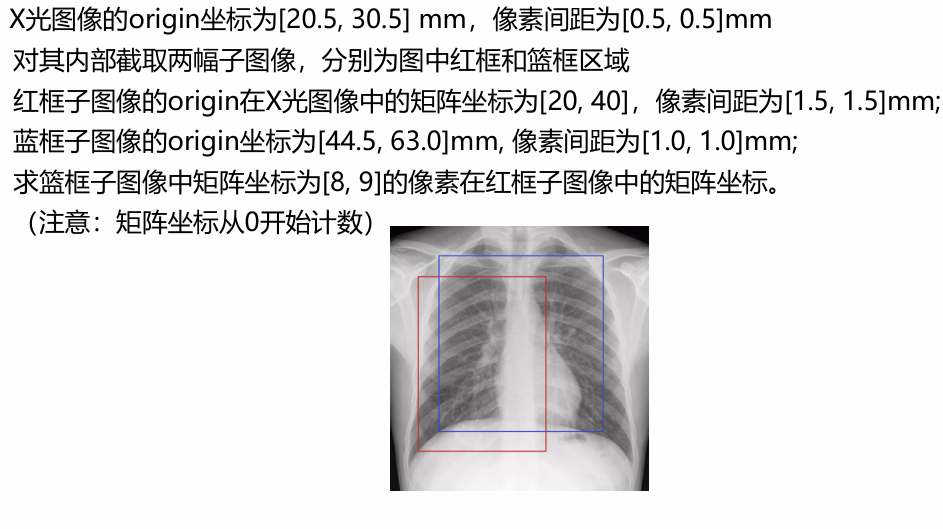 X光图像的origin坐标为[20.5, 30.5] mm，像素间距为[0.5, 0.5]mm
对其内部截取两幅子图像，分别为图中红框和篮框区域
红框子图像的origin在X光图像中的矩阵坐标为[20, 40]，像素间距为[1.5, 1.5]mm;
蓝框子图像的origin坐标为[44.5, 63.0]mm, 像素间距为[1.0, 1.0]mm;
求篮框子图像中矩阵坐标为[8, 9]的像素在红框子图像中的矩阵坐标。
（注意：矩阵坐标从0开始计数）